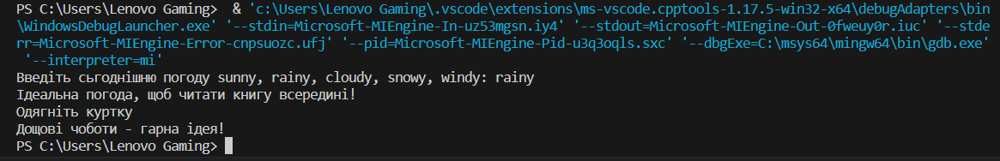 PS C:\Users\Lenovo Gaming>  & 'c:\Users\Lenovo Gaming\.vscode\extensions\ms-vscode.cpptools-1.17.5-win32-x64\debugAdapters\bin
\WindowsDebugLauncher.exe' '--stdin=Microsoft-MIEngine-In-uz53mgsn.iy4' '--stdout=Microsoft-MIEngine-Out-0fweuy0r.iuc' '--stde
rr=Microsoft-MIEngine-Error-cnpsuozc.ufj' '--pid=Microsoft-MIEngine-Pid-u3q3oqls.sxc' '--dbgExe=C:\msys64\mingw64\bin\gdb.exe'
'--interpreter=mi'
Введіть сьгоднішню погоду sunny, rainy, cloudy, snowy, windy: rainy
Ідеальна погода, щоб читати книгу всередині!
Одягніть куртку
Дощові чоботи - гарна ідея!
PS C:\Users\Lenovo Gaming>